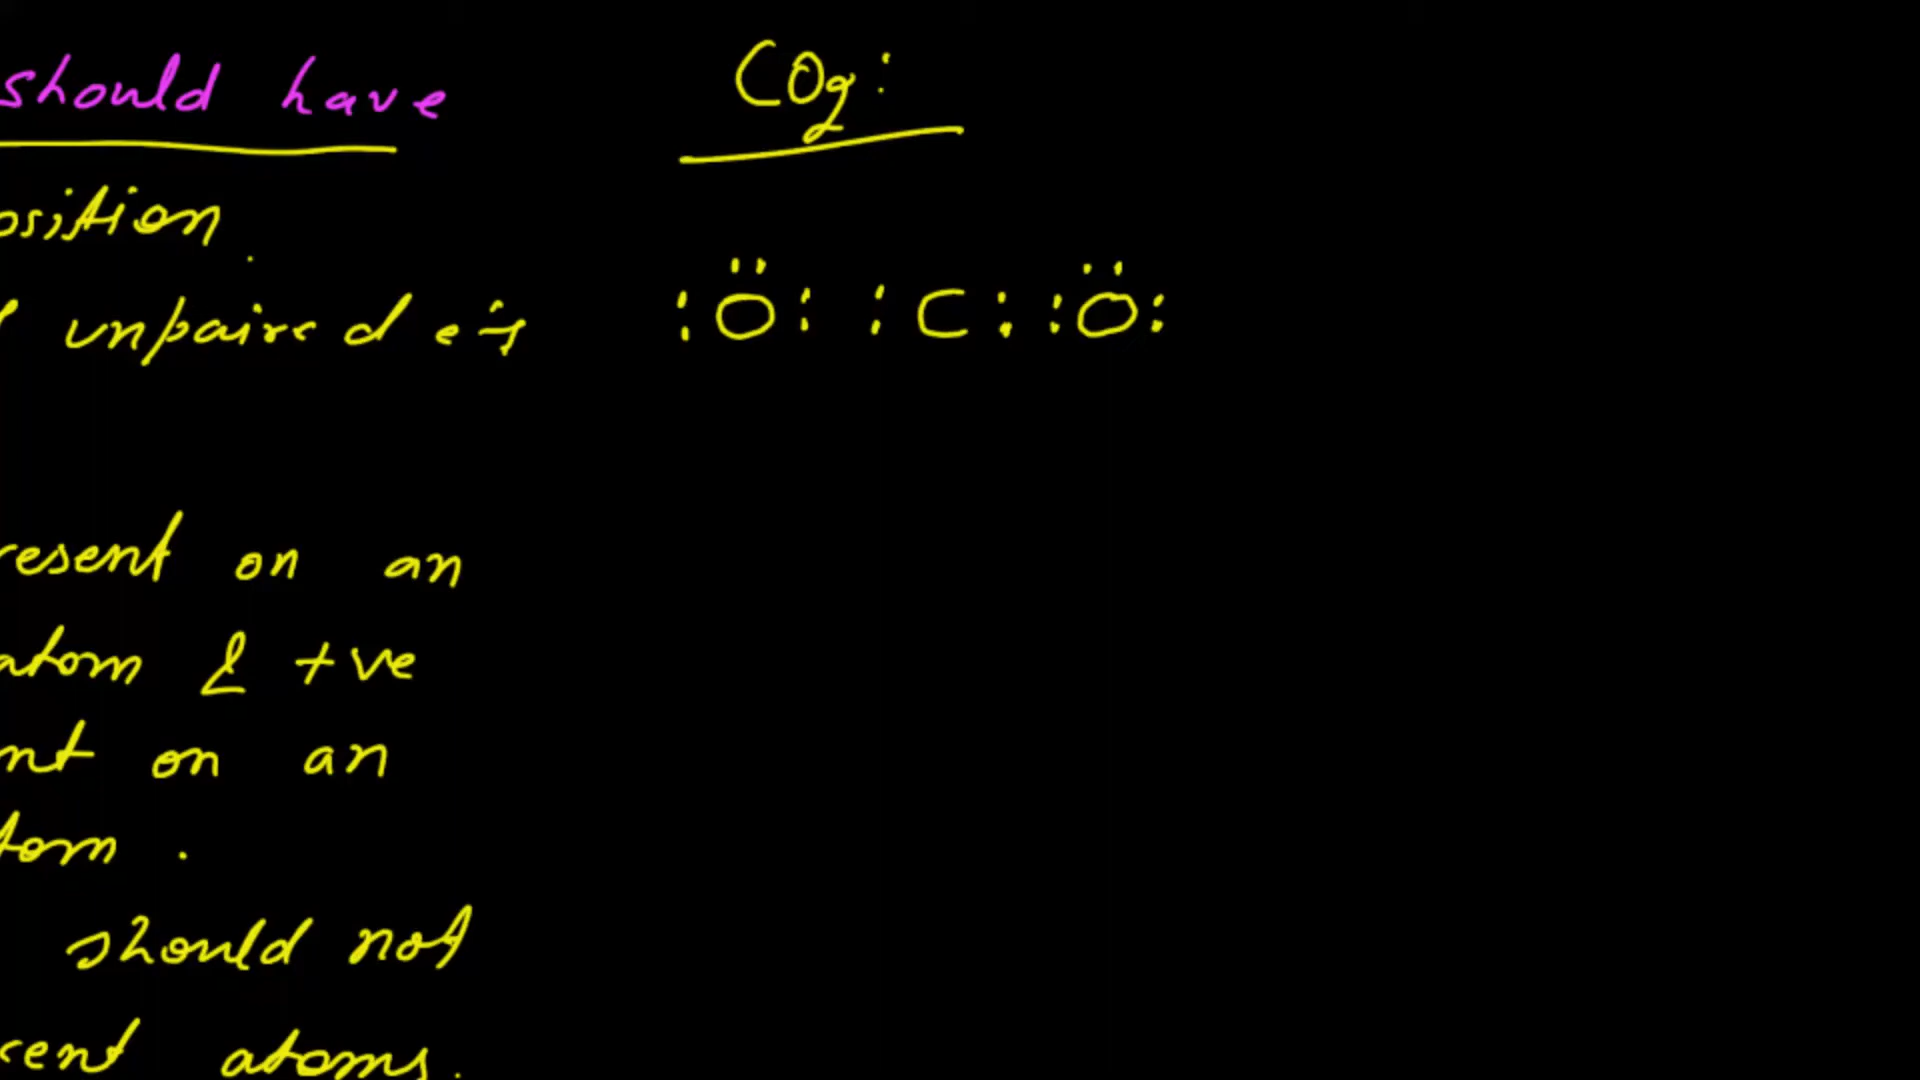 should have
osition.
unpaired e's
resent on an
atom & +ve
nt on an
tom.
should not
cent atoms.
CO2:
:Ö: :C: :Ö: